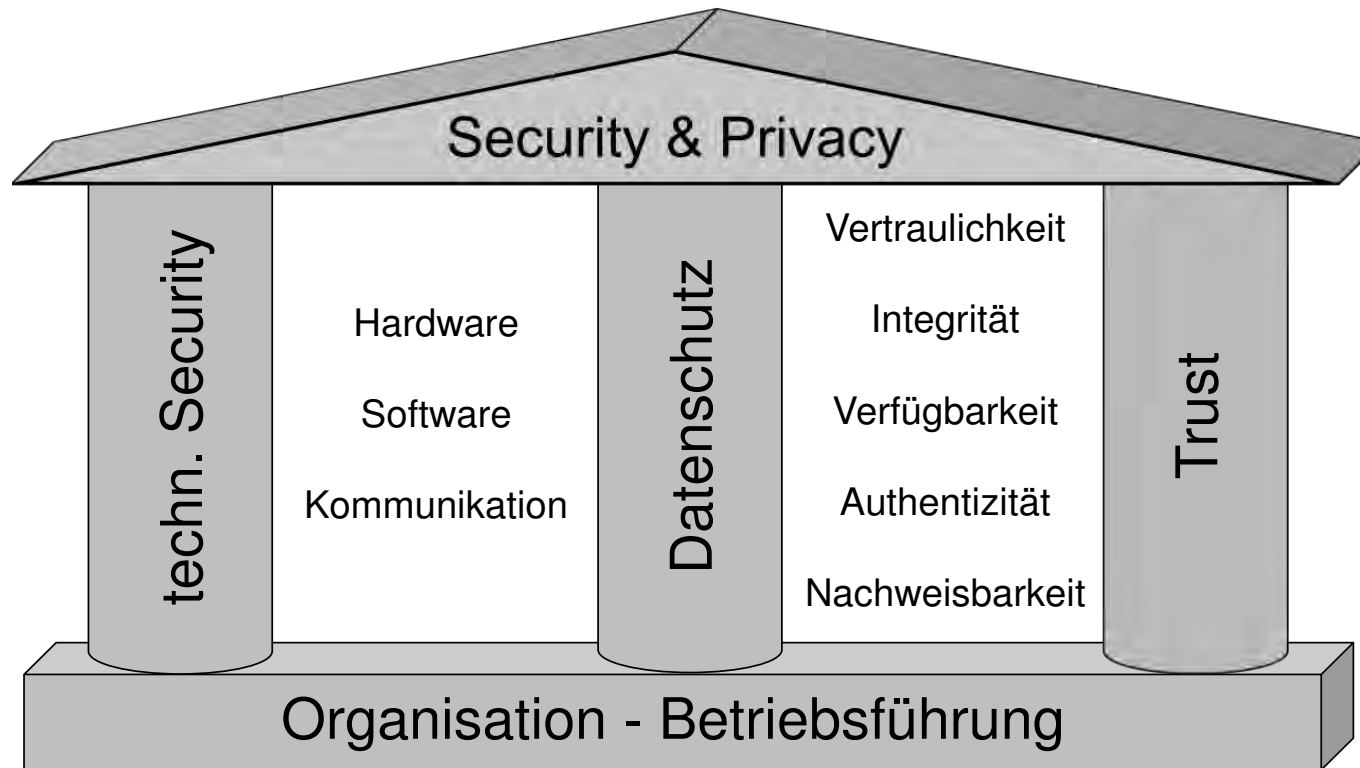 Security & Privacy
techn. Security
Hardware
Software
Kommunikation
Datenschutz
Vertraulichkeit
Integrität
Verfügbarkeit
Authentizität
Nachweisbarkeit
Trust
Organisation - Betriebsführung